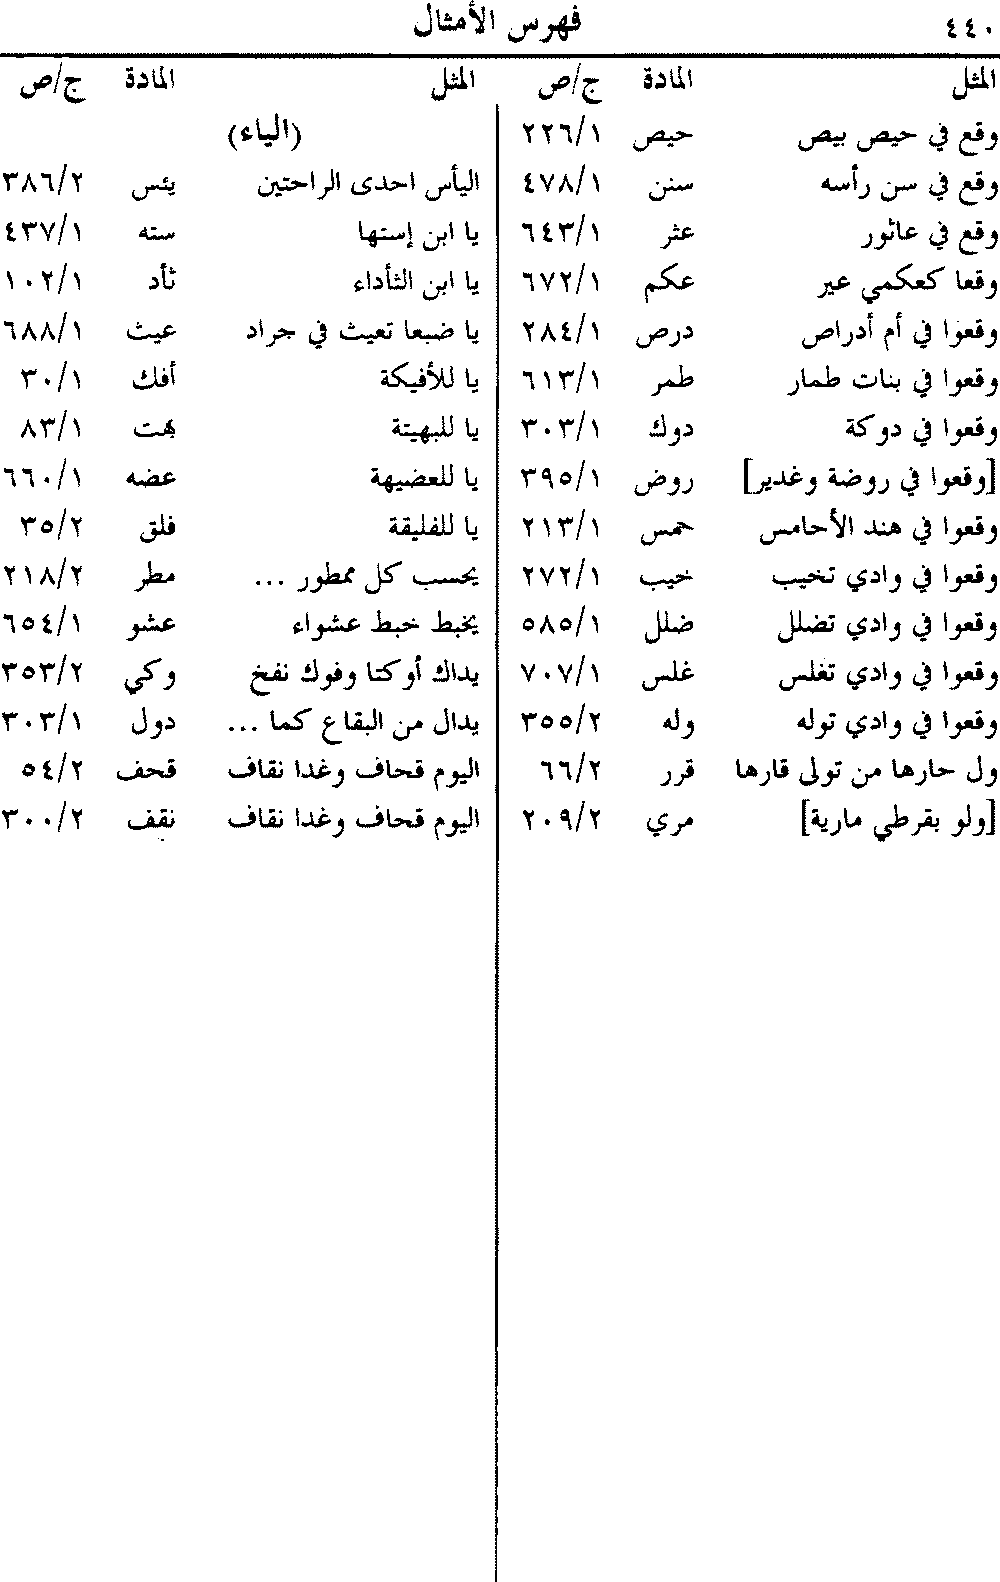 ٤٤٠ فهرس الأمثال
المثل المادة ج/ص
وقع في حيص بيص حيص ٢٢٦/١
وقع في سن رأسه سنن ٤٧٨/١
وقع في عاثور عثر ٦٤٣/١
وقعا كعكمي عير عكم ٦٧٢/١
وقعوا في أم أدراص درص ٢٨٤/١
وقعوا في بنات طمار طمر ٦١٣/١
وقعوا في دوكة دوك ٣٠٣/١
[وقعوا في روضة وغدير] روض ٣٩٥/١
وقعوا في هند الأحامس حمس ٢١٣/١
وقعوا في وادي تخيب خيب ٢٧٢/١
وقعوا في وادي تضلل ضلل ٥٨٥/١
وقعوا في وادي تغلس غلس ٧٠٧/١
وقعوا في وادي توله وله ٣٥٥/٢
ول حارها من تولى قارها قرر ٦٦/٢
[ولو بقرطي مارية] مري ٢٠٩/٢
المثل المادة ج/ص
(الياء)
اليأس احدى الراحتين يئس ٣٨٦/٢
يا ابن إستها سته ٤٣٧/١
يا ابن الثأداء ثأد ١٠٢/١
يا ضبعا تعيث في جراد عيث ٦٨٨/١
يا للأفيكة أفك ٣٠/١
يا للبهيتة بهت ٨٣/١
يا للعضيهة عضه ٦٦٠/١
يا للفليقة فلق ٣٥/٢
يحسب كل ممطور ... مطر ٢١٨/٢
يخبط خبط عشواء عشو ٦٥٤/١
يداك أوكتا وفوك نفخ وكي ٣٥٣/٢
يدال من البقاع كما ... دول ٣٠٣/١
اليوم قحاف وغدا نقاف قحف ٥٤/٢
اليوم قحاف وغدا نقاف نقف ٣٠٠/٢